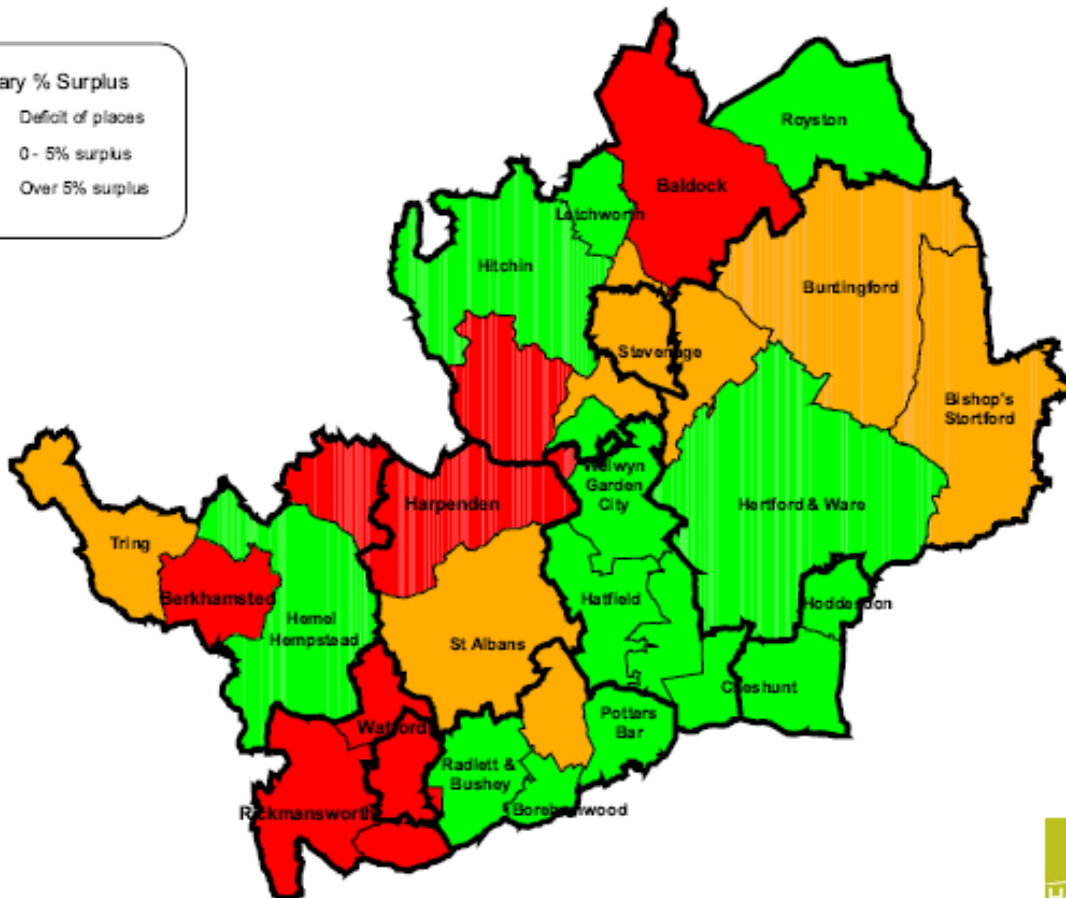 ary % Surplus
Deficit of places
0 - 5% surplus
Over 5% surplus
Royston
Baldock
Letchworth
Hitchin
Buntingford
Stevenage
Bishop's
Stortford
Welwyn
Garden
City
Harpenden
Hertford & Ware
Tring
Berkhamsted
Hatfield
Hoddesdon
Hemel
Hempstead
St Albans
Cheshunt
Potters
Bar
Watford
Radlett &
Bushey
Rickmansworth
Borehamwood